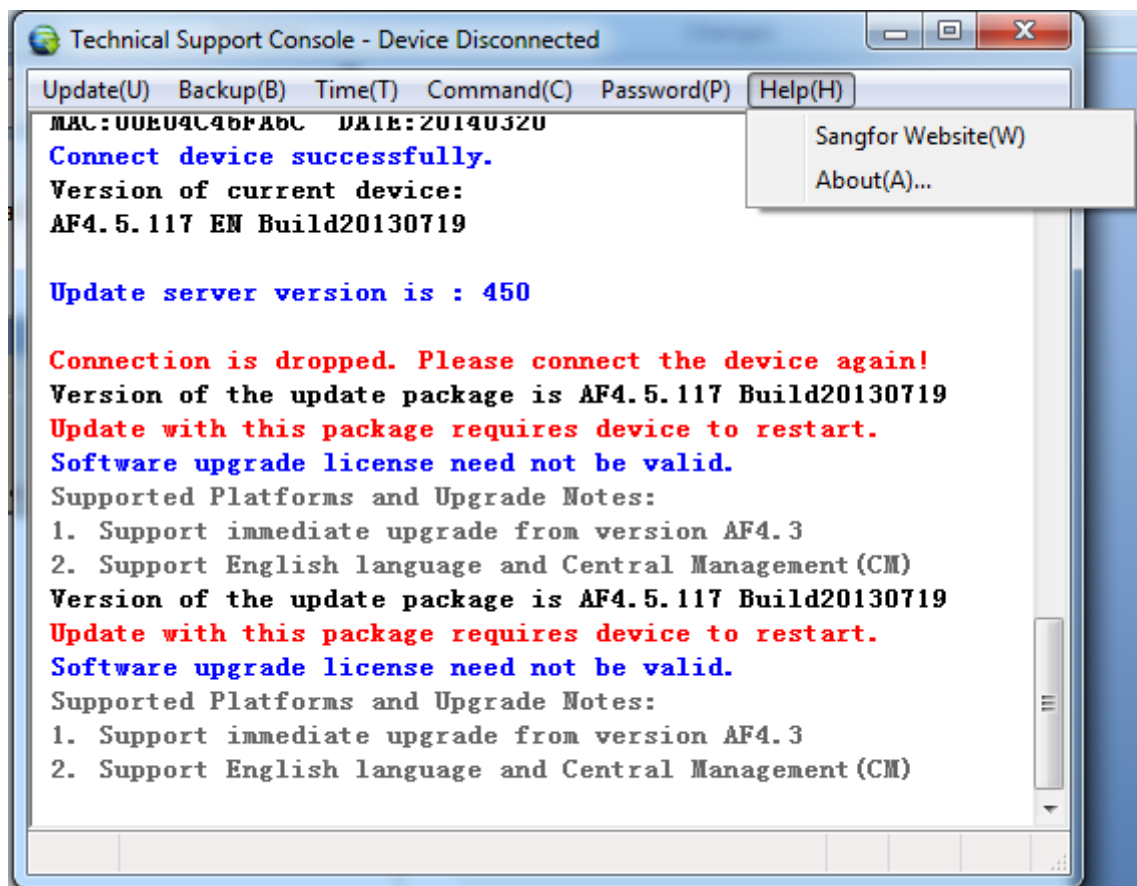 Technical Support Console - Device Disconnected
Update(U) Backup(B) Time(T) Command(C) Password(P) Help(H)
Sangfor Website(W)
About(A)...
MAC:00E04C46FA6C DATE:20140320
Connect device successfully.
Version of current device:
AF4.5.117 EN Build20130719
Update server version is : 450
Connection is dropped. Please connect the device again!
Version of the update package is AF4.5.117 Build20130719
Update with this package requires device to restart.
Software upgrade license need not be valid.
Supported Platforms and Upgrade Notes:
1. Support immediate upgrade from version AF4.3
2. Support English language and Central Management(CM)
Version of the update package is AF4.5.117 Build20130719
Update with this package requires device to restart.
Software upgrade license need not be valid.
Supported Platforms and Upgrade Notes:
1. Support immediate upgrade from version AF4.3
2. Support English language and Central Management(CM)